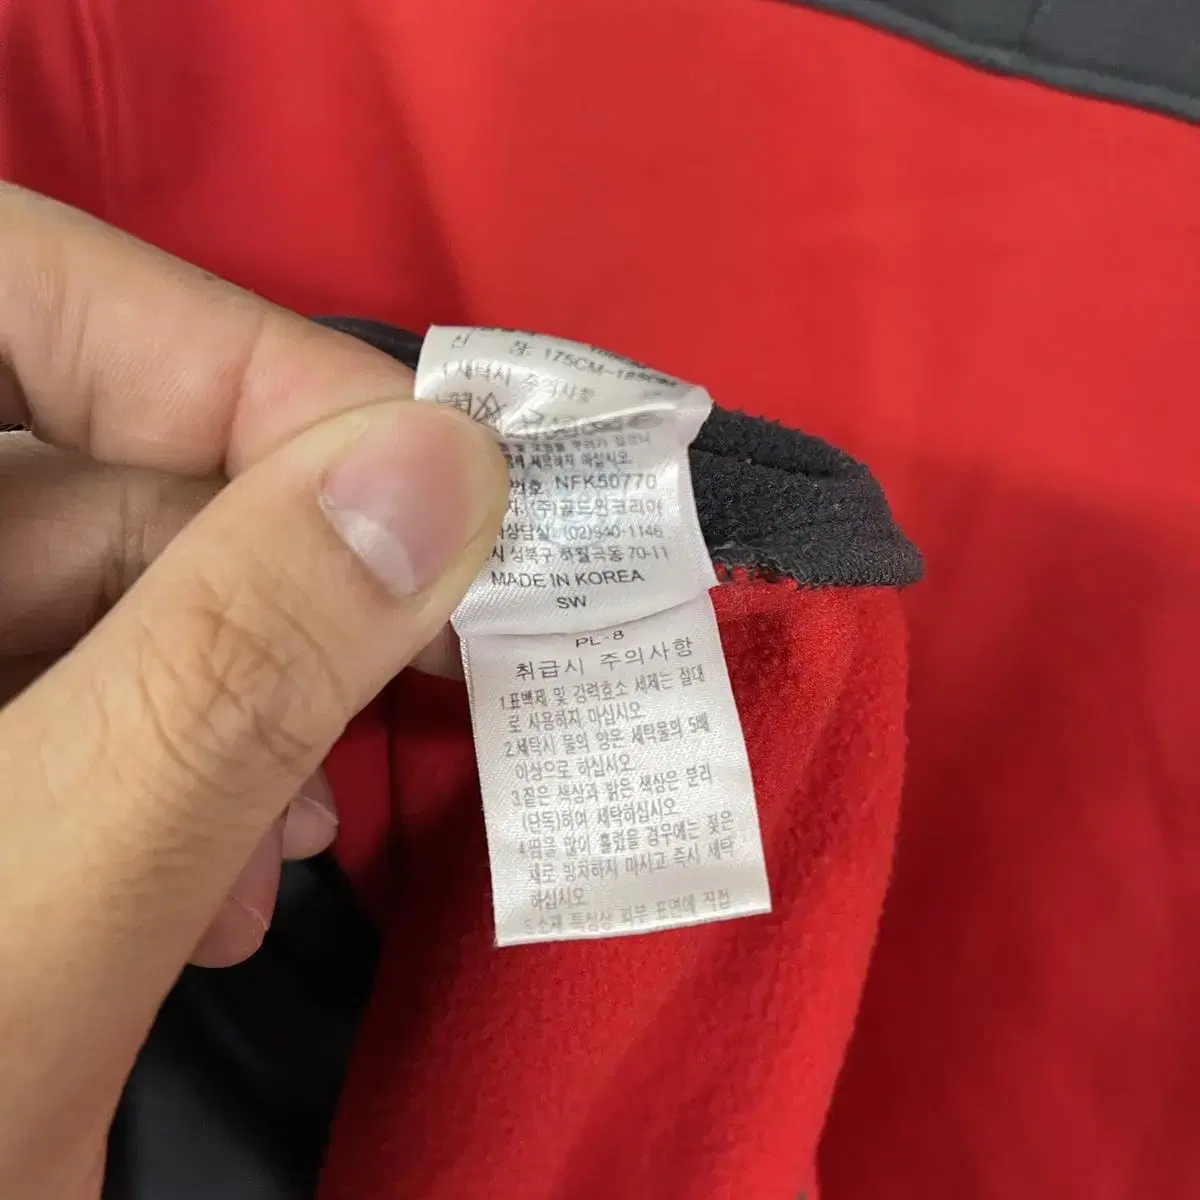 장: 175CM-185CM
세탁시 주의사항
하십시오.
번호: NFK50770
자: (주)골드윈코리아
상담실: (02)940-1146
시 성북구 하월곡동 70-11
MADE IN KOREA
SW
PL-8
취급시 주의사항
1.표백제 및 강력효소 세제는 절대
로 사용하지 마십시오.
2.세탁시 물의 양은 세탁물의 5배
이상으로 하십시오.
3.짙은 색상과 밝은 색상은 분리
(단독)하여 세탁하십시오
4.땀을 많이 흘렸을 경우에는 젖은
채로 방치하지 마시고 즉시 세탁
하십시오
5.소재 특성상 외부 표면에 직접